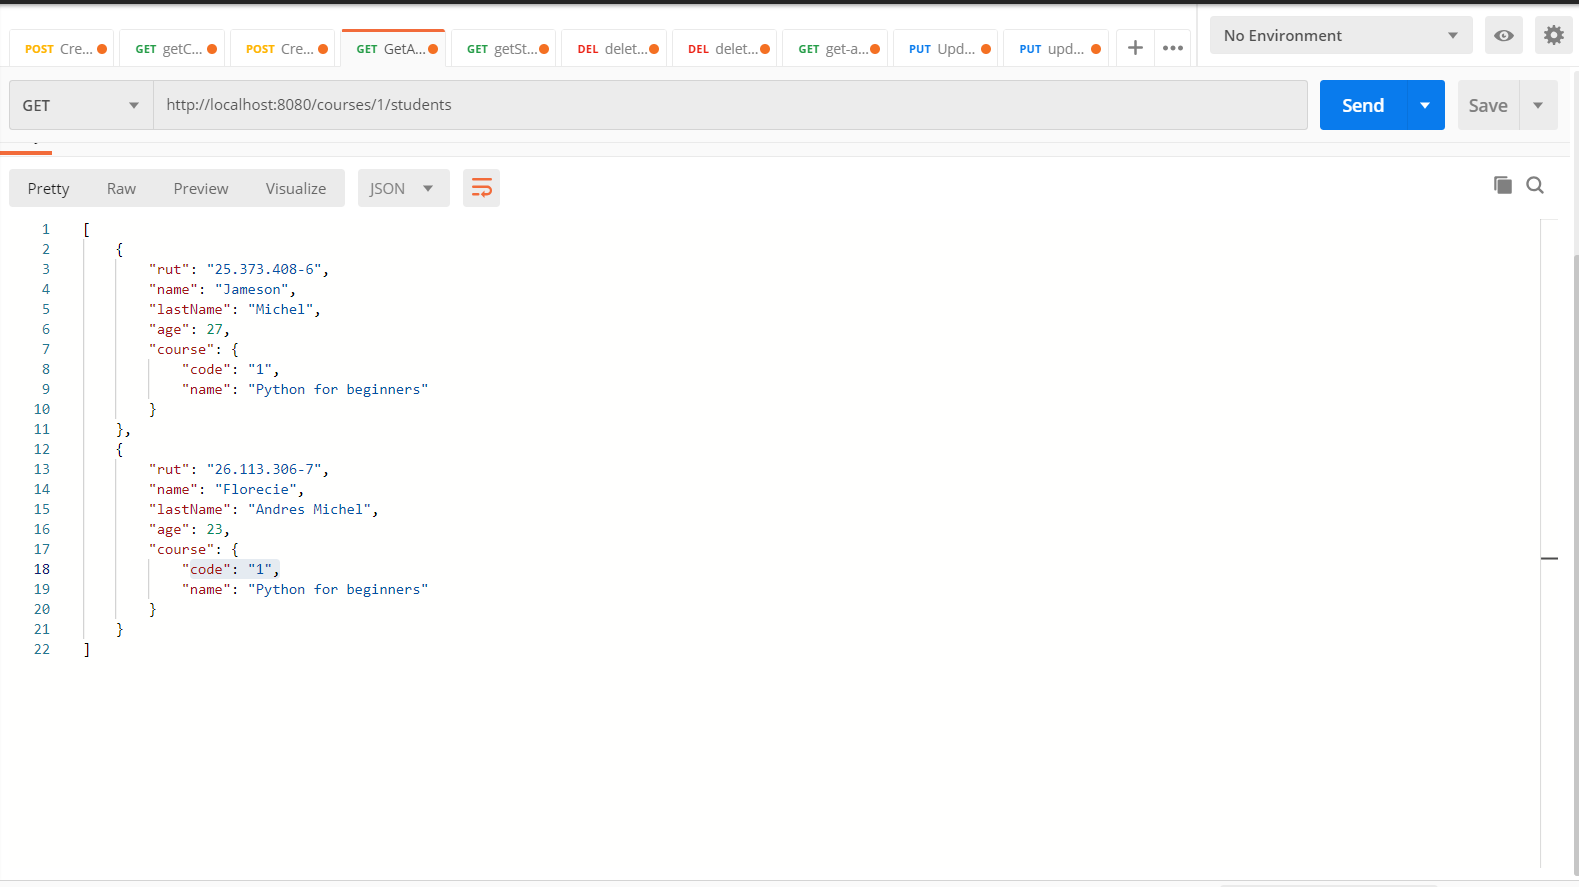 POST Cre... GET getC... POST Cre... GET GetA... GET getSt... DEL delet... DEL delet... GET get-a... PUT Upd... PUT upd... + ••• No Environment
GET http://localhost:8080/courses/1/students Send Save
Pretty Raw Preview Visualize JSON
1 [
2 {
3 "rut": "25.373.408-6",
4 "name": "Jameson",
5 "lastName": "Michel",
6 "age": 27,
7 "course": {
8 "code": "1",
9 "name": "Python for beginners"
10 }
11 },
12 {
13 "rut": "26.113.306-7",
14 "name": "Florecie",
15 "lastName": "Andres Michel",
16 "age": 23,
17 "course": {
18 "code": "1",
19 "name": "Python for beginners"
20 }
21 }
22 ]